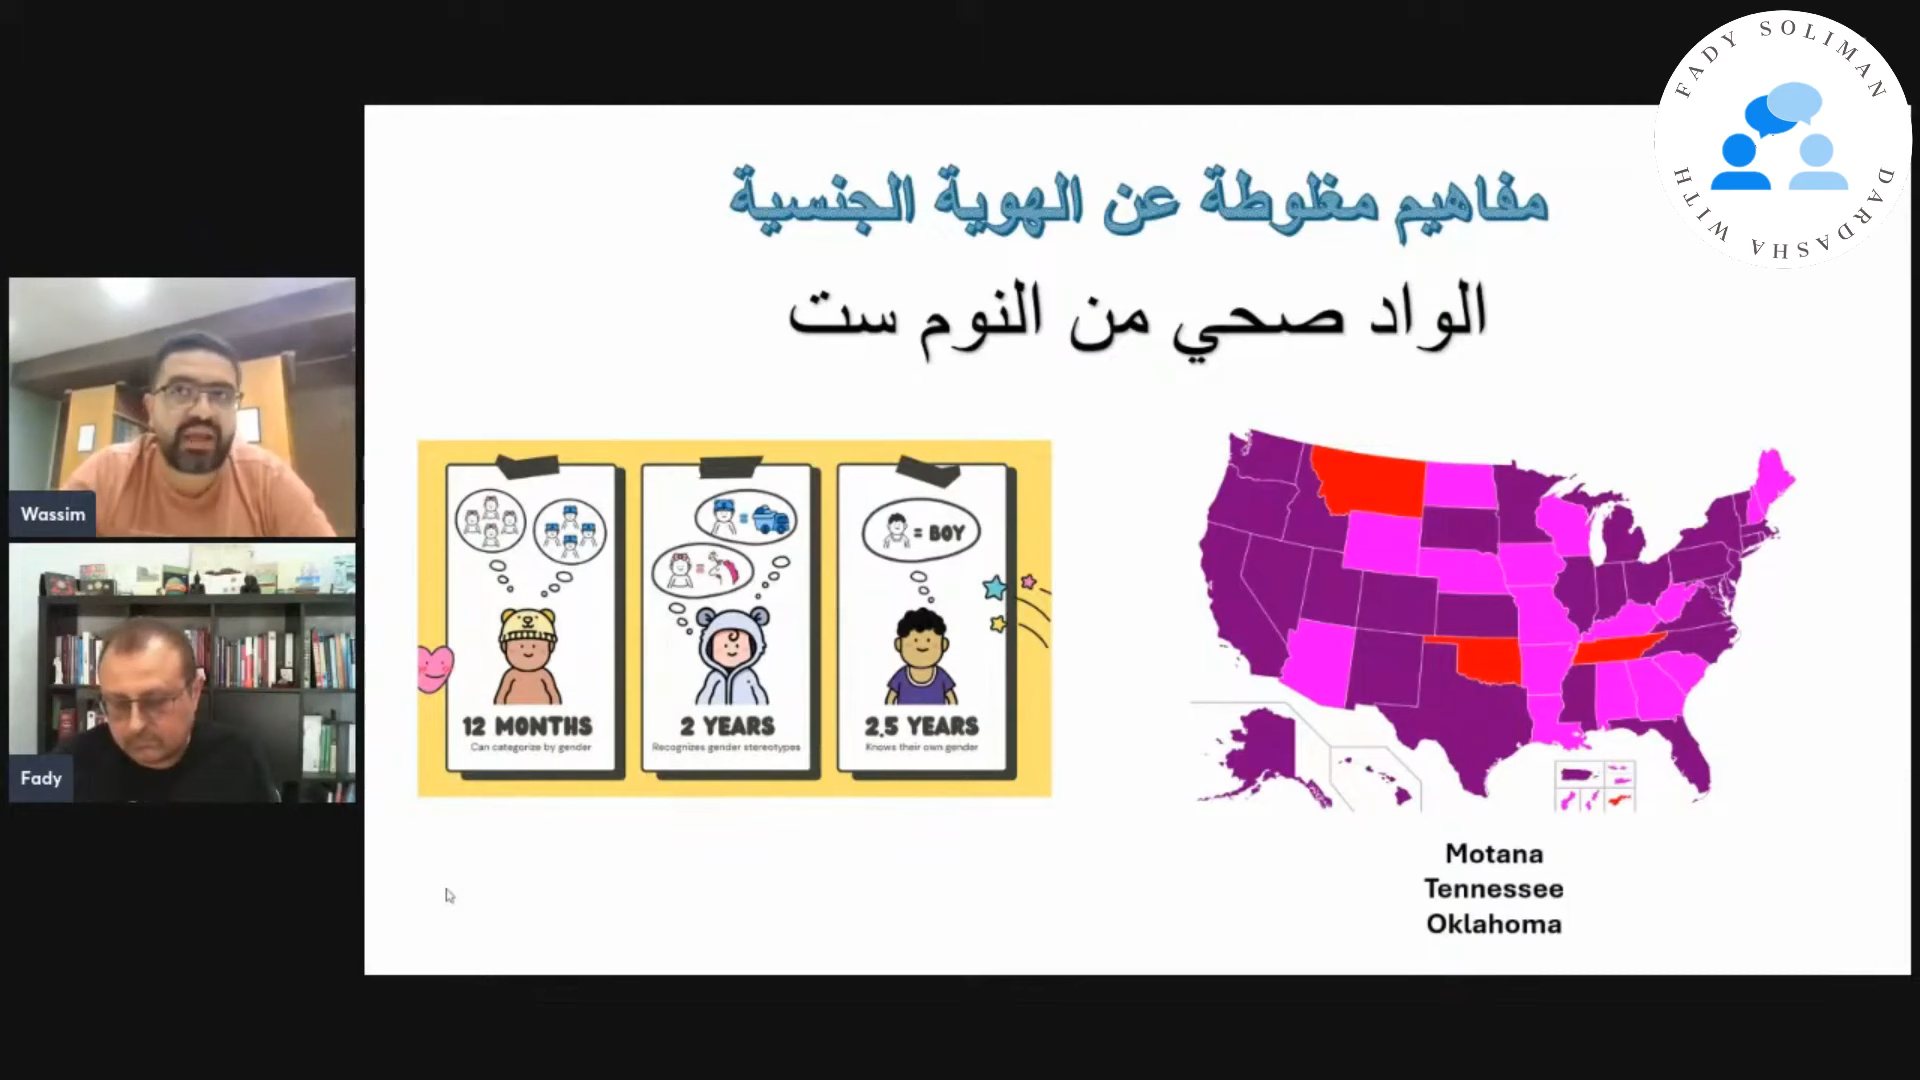 FADY SOLIMAN
DARDASHA WITH
مفاهيم مغلوطة عن الهوية الجنسية
الواد صحي من النوم ست
Wassim
Fady
= BOY
12 MONTHS
Can categorize by gender
2 YEARS
Recognizes gender stereotypes
2,5 YEARS
Knows their own gender
Motana
Tennessee
Oklahoma